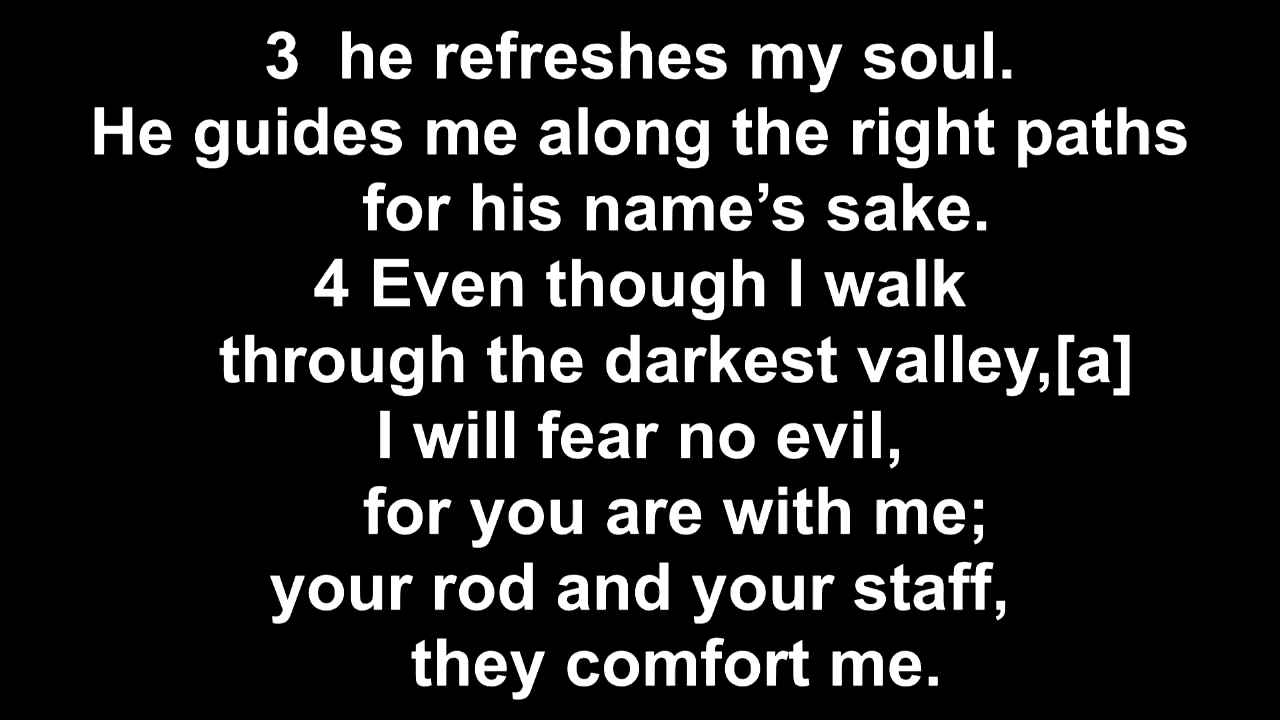 3  he refreshes my soul.
He guides me along the right paths
for his name’s sake.
4 Even though I walk
through the darkest valley,[a]
I will fear no evil,
for you are with me;
your rod and your staff,
they comfort me.